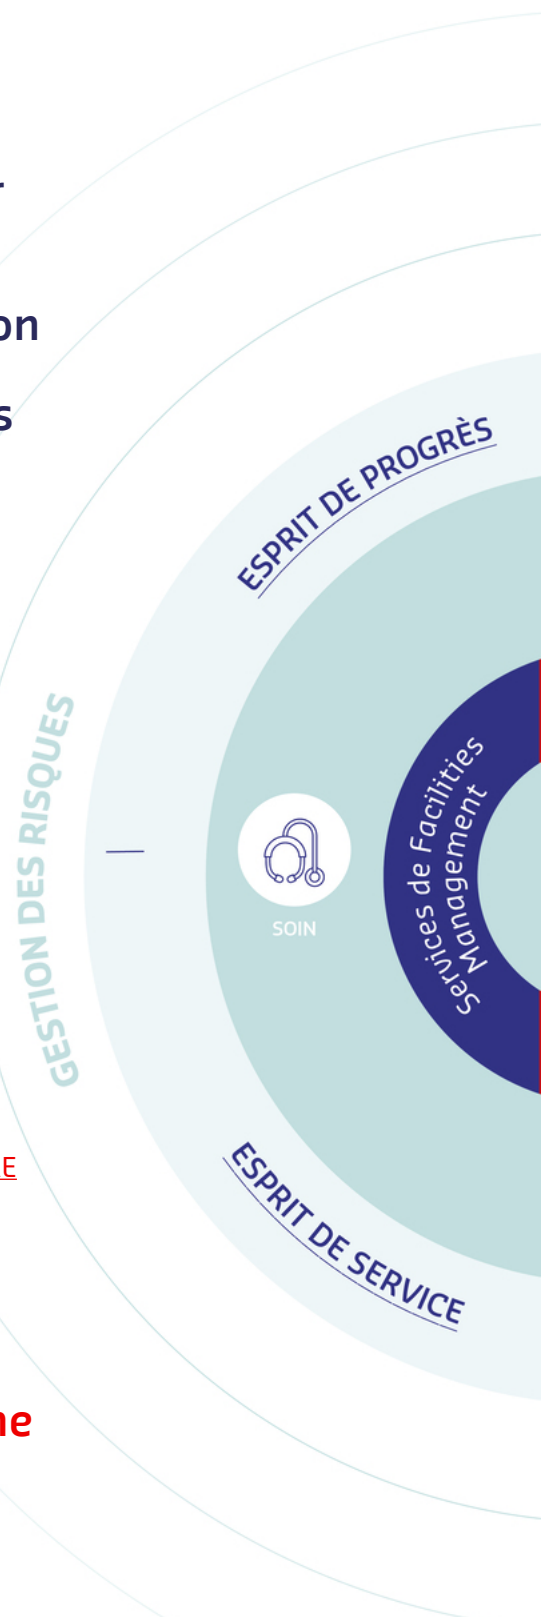 on
s
ESPRIT DE PROGRÈS
GESTION DES RISQUES
Services de Facilities
Management
SOIN
E
ESPRIT DE SERVICE
ne